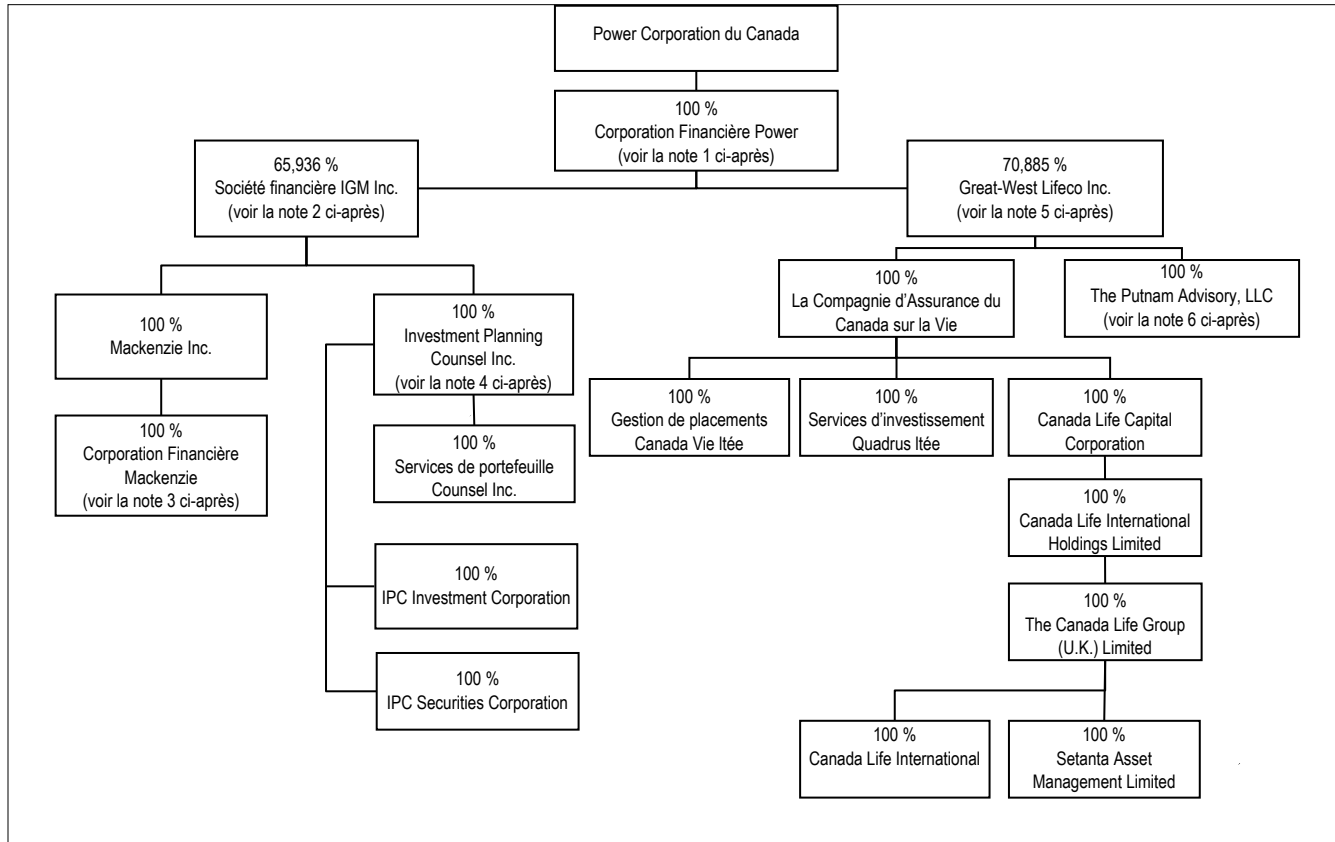 Power Corporation du Canada
100 %
Corporation Financière Power
(voir la note 1 ci-après)
65,936 %
Société financière IGM Inc.
(voir la note 2 ci-après)
70,885 %
Great-West Lifeco Inc.
(voir la note 5 ci-après)
100 %
Mackenzie Inc.
100 %
Investment Planning
Counsel Inc.
(voir la note 4 ci-après)
100 %
La Compagnie d'Assurance du
Canada sur la Vie
100 %
The Putnam Advisory, LLC
(voir la note 6 ci-après)
100 %
Corporation Financière
Mackenzie
(voir la note 3 ci-après)
100 %
Services de portefeuille
Counsel Inc.
100 %
Gestion de placements
Canada Vie ltée
100 %
Services d'investissement
Quadrus ltée
100 %
Canada Life Capital
Corporation
100 %
Canada Life International
Holdings Limited
100 %
IPC Investment Corporation
100 %
The Canada Life Group
(U.K.) Limited
100 %
IPC Securities Corporation
100 %
Canada Life International
100 %
Setanta Asset
Management Limited